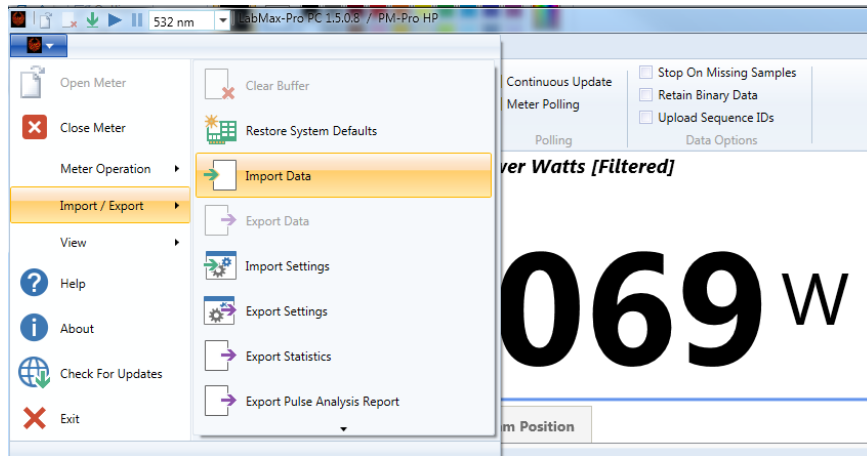 532 nm
LabMax-Pro PC 1.5.0.8 / PM-Pro HP
Open Meter
Close Meter
Meter Operation
Import / Export
View
Help
About
Check For Updates
Exit
Clear Buffer
Restore System Defaults
Import Data
Export Data
Import Settings
Export Settings
Export Statistics
Export Pulse Analysis Report
Continuous Update
Meter Polling
Polling
Stop On Missing Samples
Retain Binary Data
Upload Sequence IDs
Data Options
wer Watts [Filtered]
069 W
m Position